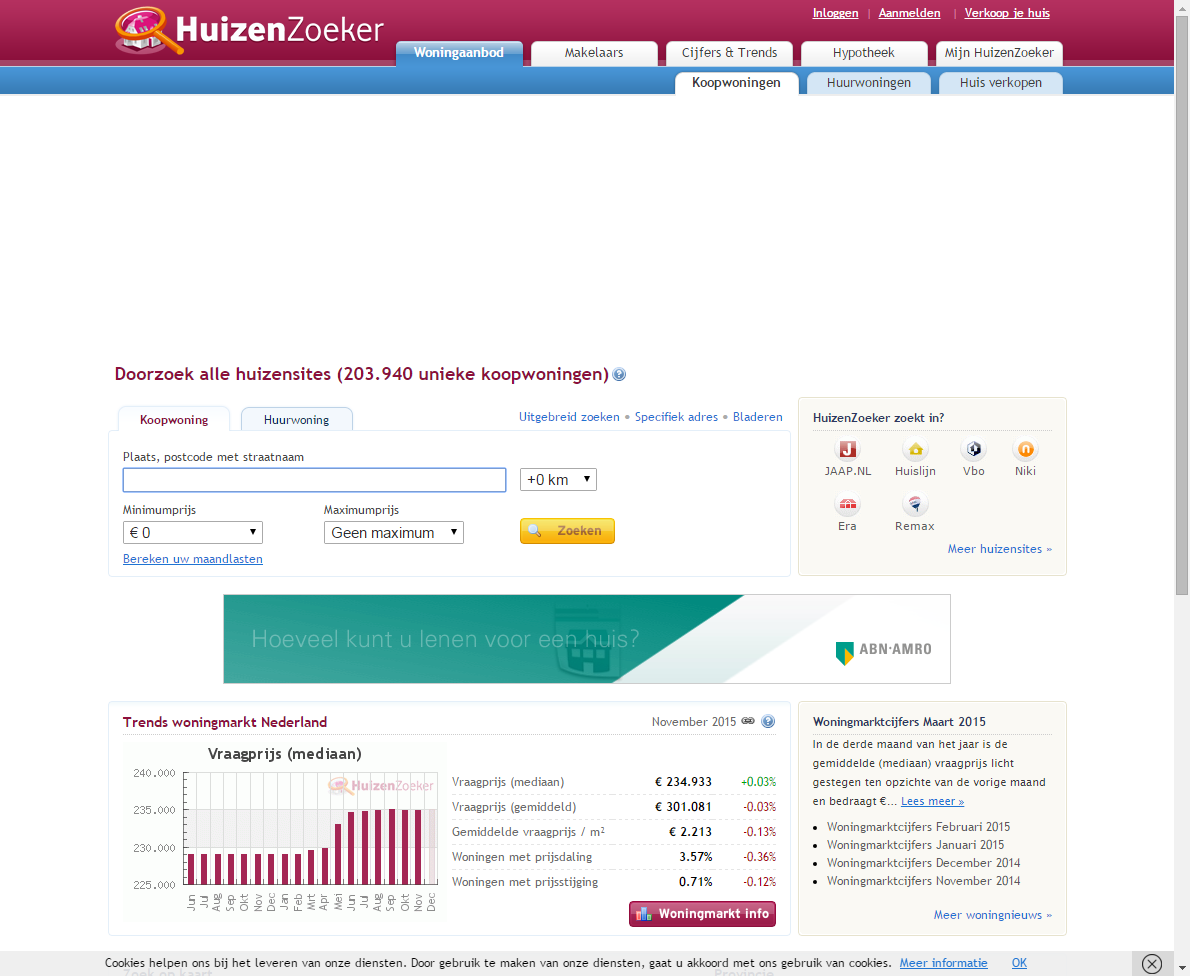 HuizenZoeker
Inloggen | Aanmelden | Verkoop je huis
Woningaanbod Makelaars Cijfers & Trends Hypotheek Mijn HuizenZoeker
Koopwoningen Huurwoningen Huis verkopen
Doorzoek alle huizensites (203.940 unieke koopwoningen) ?
Koopwoning Huurwoning
Uitgebreid zoeken • Specifiek adres • Bladeren
Plaats, postcode met straatnaam
+0 km
Minimumprijs Maximumprijs
€ 0 Geen maximum Zoeken
Bereken uw maandlasten
HuizenZoeker zoekt in?
JAAP.NL Huislijn Vbo Niki
Era Remax
Meer huizensites »
Hoeveel kunt u lenen voor een huis?
ABN·AMRO
Trends woningmarkt Nederland
November 2015 ?
Vraagprijs (mediaan)
HuizenZoeker
240.000
235.000
230.000
225.000
Jun Jul Aug Sep Okt Nov Dec Jan Feb Mrt Apr Mei Jun Jul Aug Sep Okt Nov Dec
Vraagprijs (mediaan) € 234.933 +0.03%
Vraagprijs (gemiddeld) € 301.081 -0.03%
Gemiddelde vraagprijs / m² € 2.213 -0.13%
Woningen met prijsdaling 3.57% -0.36%
Woningen met prijsstijging 0.71% -0.12%
Woningmarkt info
Woningmarktcijfers Maart 2015
In de derde maand van het jaar is de
gemiddelde (mediaan) vraagprijs licht
gestegen ten opzichte van de vorige maand
en bedraagt €... Lees meer »
• Woningmarktcijfers Februari 2015
• Woningmarktcijfers Januari 2015
• Woningmarktcijfers December 2014
• Woningmarktcijfers November 2014
Meer woningnieuws »
Cookies helpen ons bij het leveren van onze diensten. Door gebruik te maken van onze diensten, gaat u akkoord met ons gebruik van cookies. Meer informatie OK
Zoek op kaart
Provincie